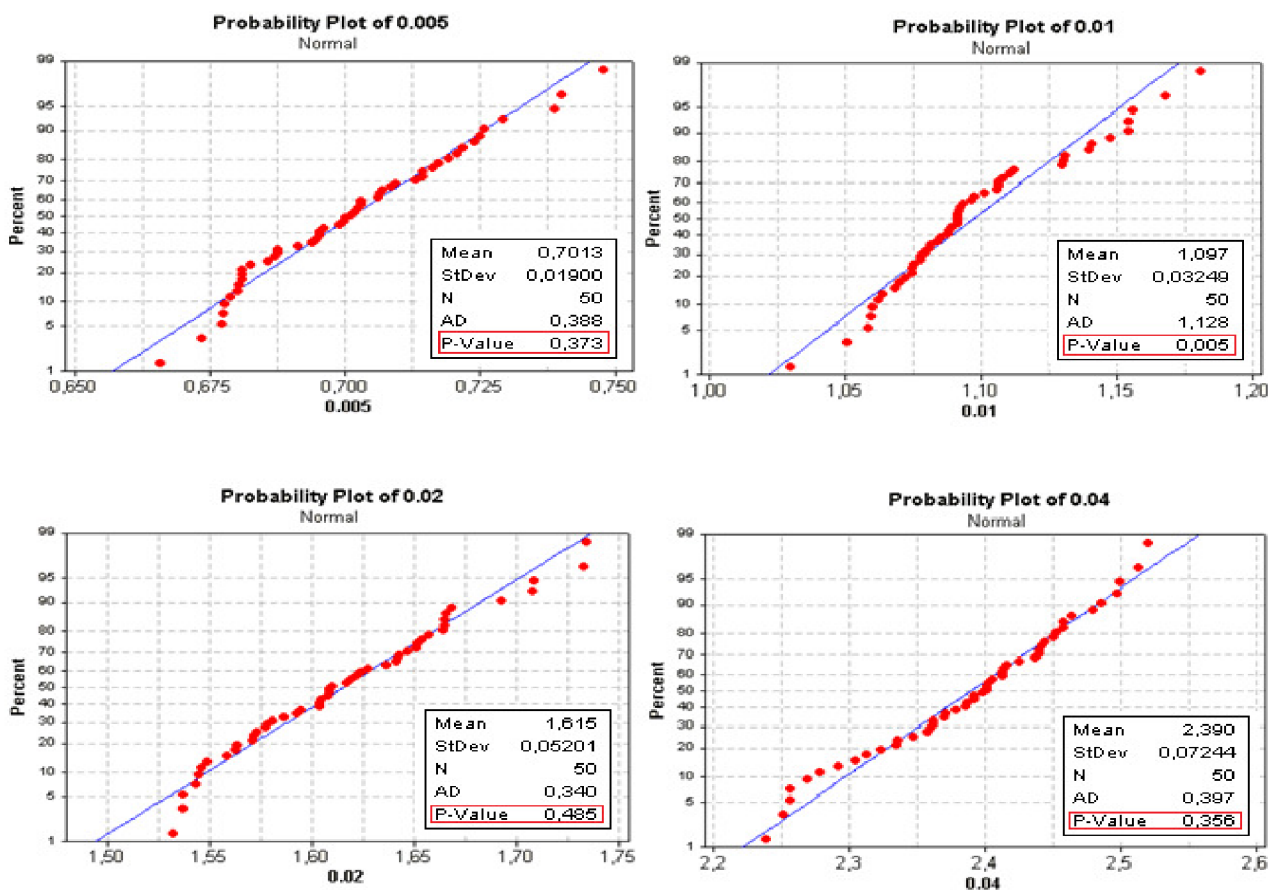 Probability Plot of 0.005
Normal
99
95
90
80
70
60
50
40
30
20
10
5
1
Percent
Mean 0,7013
StDev 0,01900
N 50
AD 0,388
P-Value 0,373
0,650 0,675 0,700 0,725 0,750
0.005
Probability Plot of 0.01
Normal
99
95
90
80
70
60
50
40
30
20
10
5
1
Percent
Mean 1,097
StDev 0,03249
N 50
AD 1,128
P-Value 0,005
1,00 1,05 1,10 1,15 1,20
0.01
Probability Plot of 0.02
Normal
99
95
90
80
70
60
50
40
30
20
10
5
1
Percent
Mean 1,615
StDev 0,05201
N 50
AD 0,340
P-Value 0,485
1,50 1,55 1,60 1,65 1,70 1,75
0.02
Probability Plot of 0.04
Normal
99
95
90
80
70
60
50
40
30
20
10
5
1
Percent
Mean 2,390
StDev 0,07244
N 50
AD 0,397
P-Value 0,356
2,2 2,3 2,4 2,5 2,6
0.04